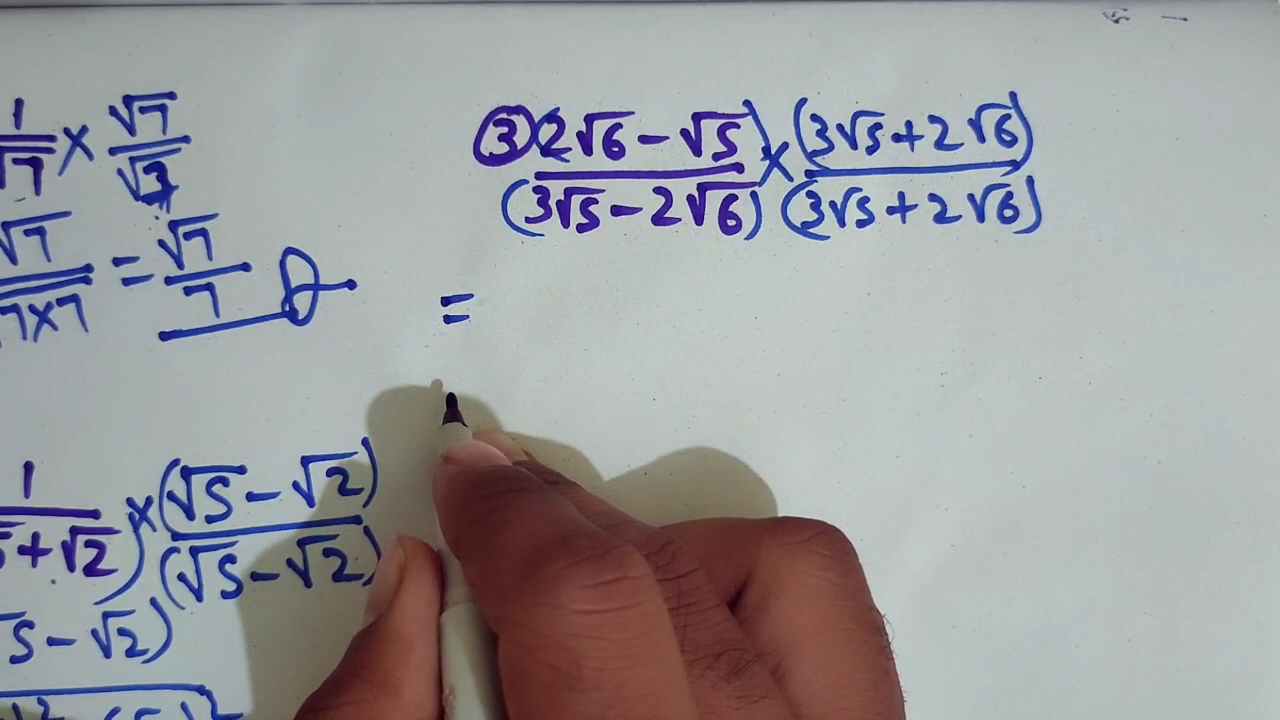 1/√7 × √7/√7
√7/7×7 = √7/7
1/√5+√2) × (√5-√2)/(√5-√2)
√5-√2)
③ (2√6-√5)/(3√5-2√6) × (3√5+2√6)/(3√5+2√6)
=